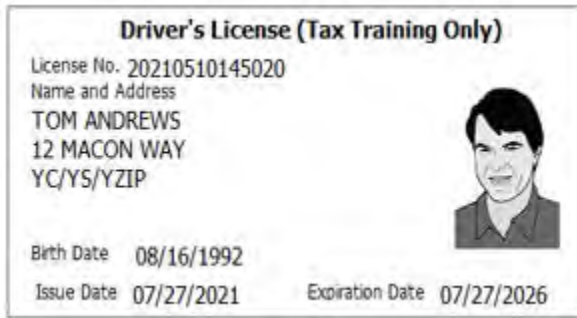 Driver's License (Tax Training Only)
License No. 20210510145020
Name and Address
TOM ANDREWS
12 MACON WAY
YC/YS/YZIP
Birth Date 08/16/1992
Issue Date 07/27/2021 Expiration Date 07/27/2026